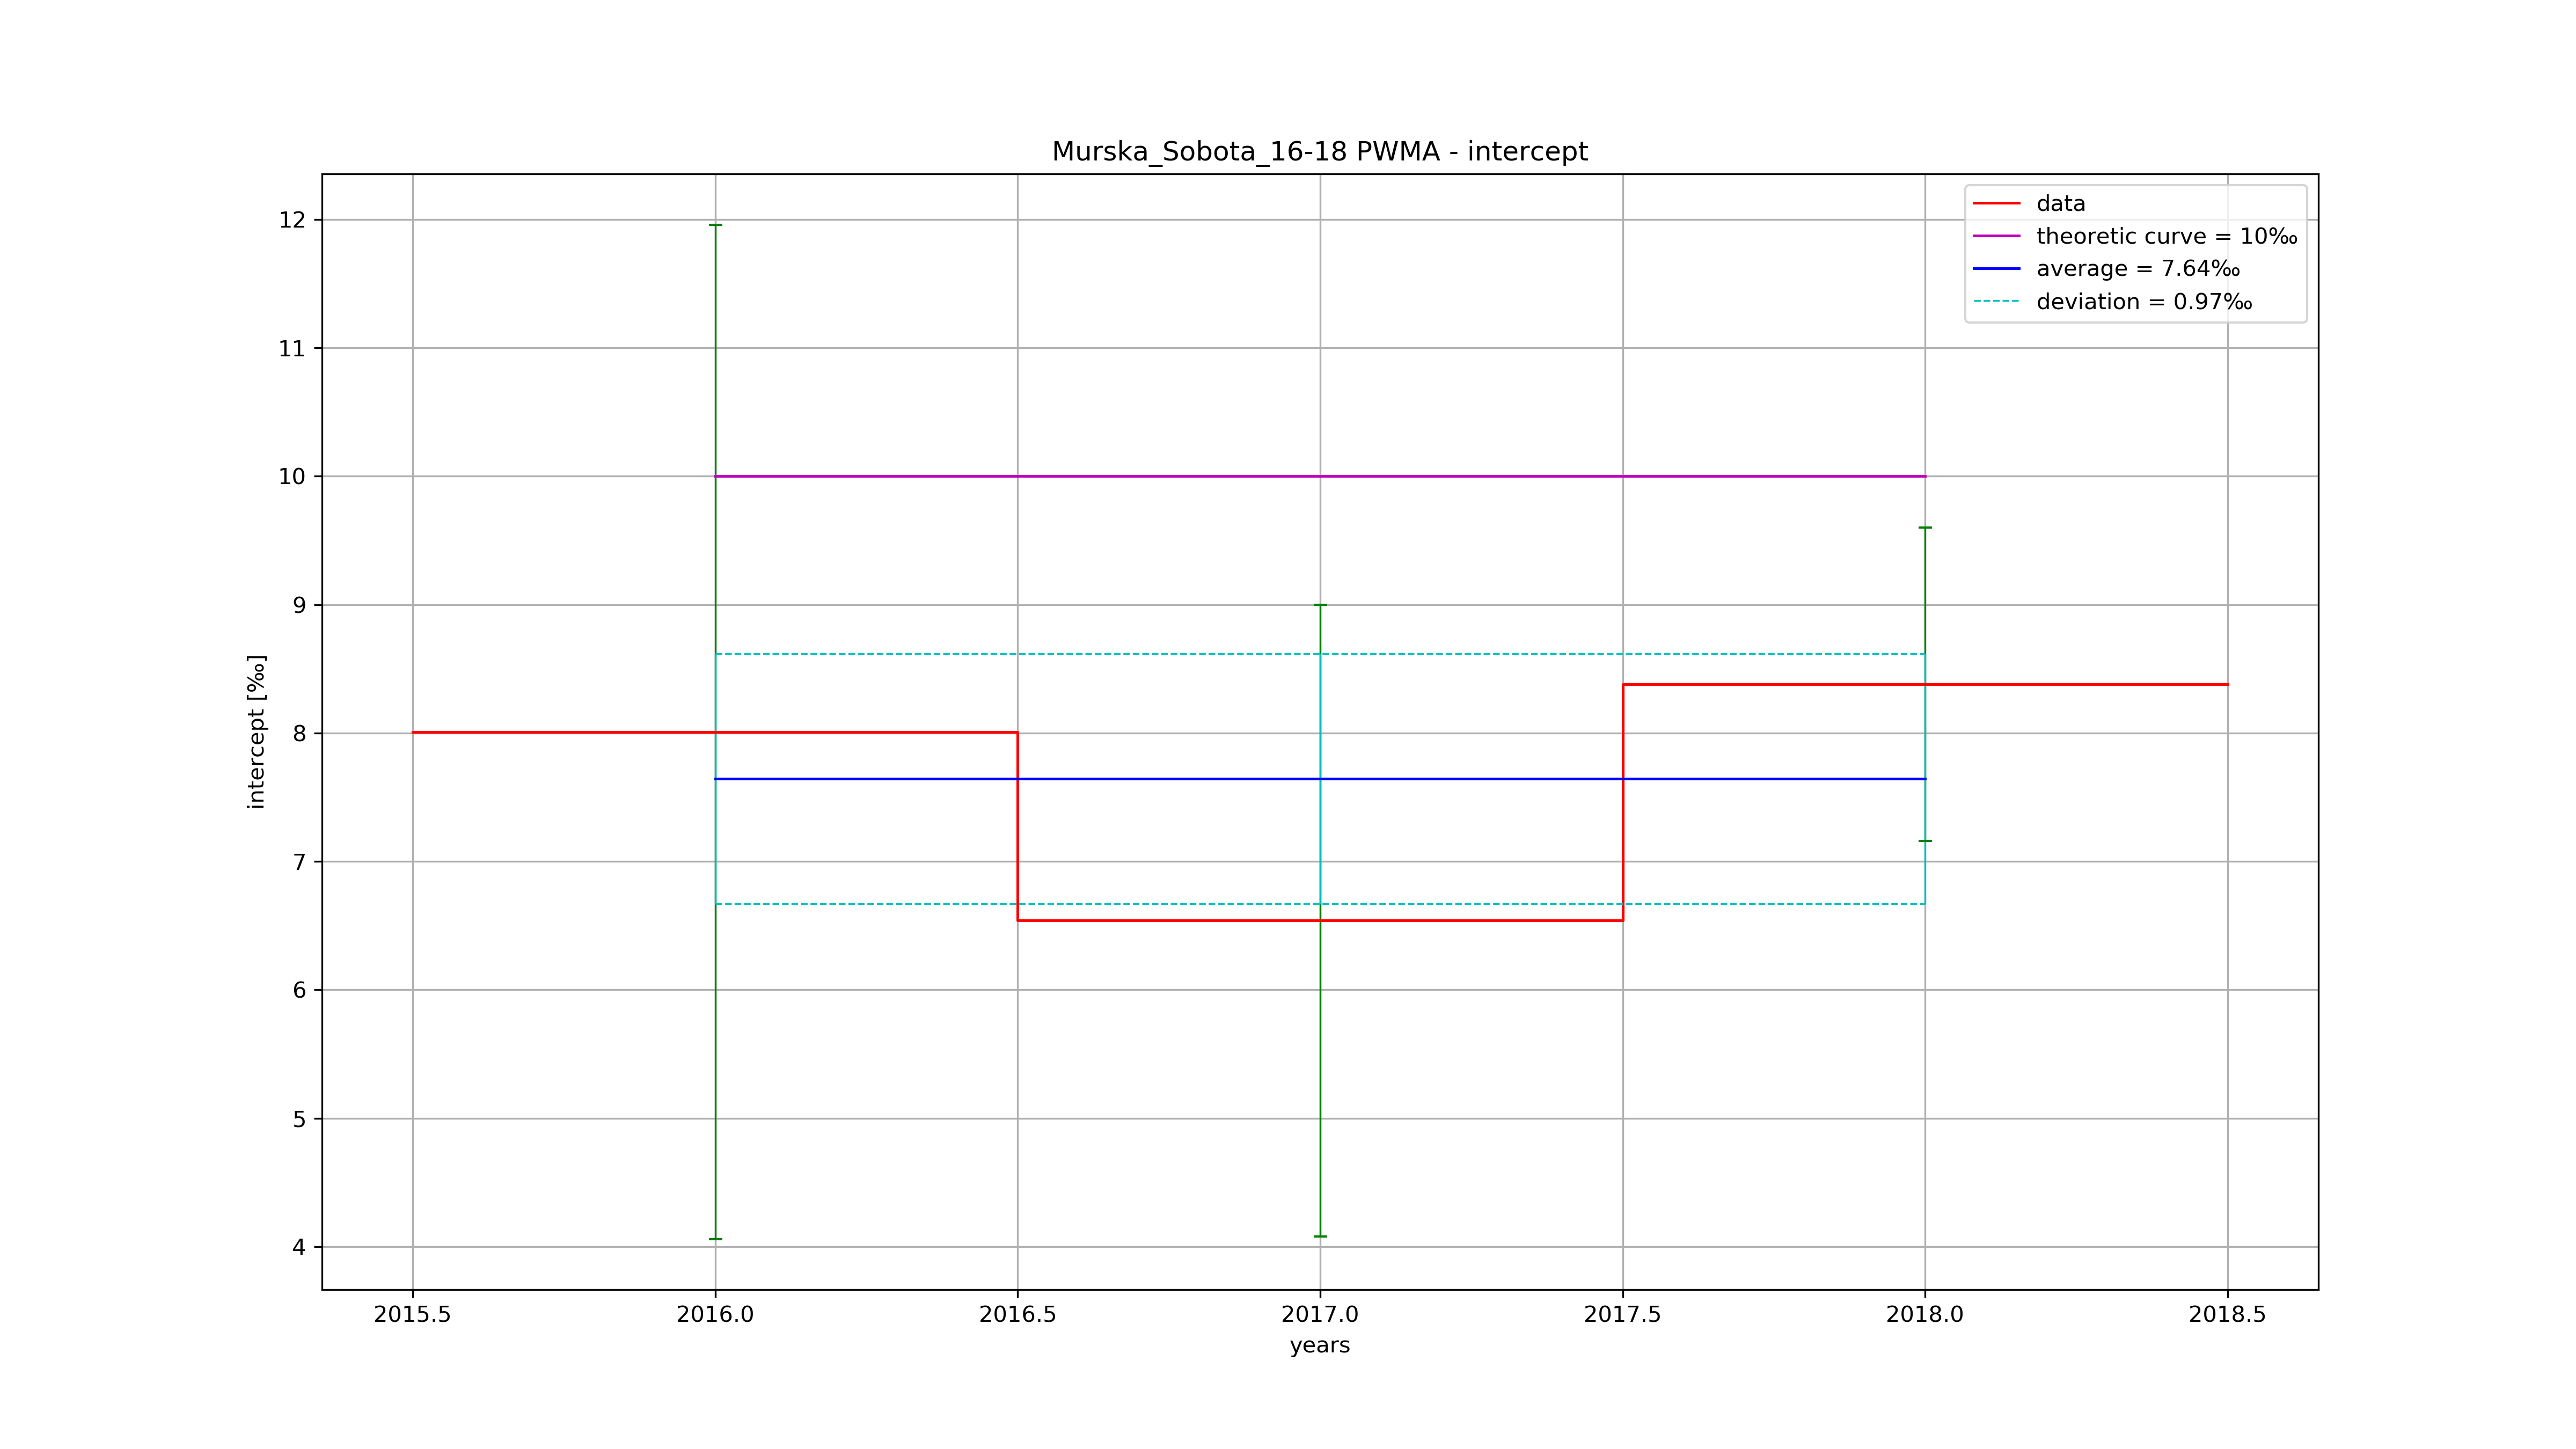 Murska_Sobota_16-18 PWMA - intercept
data
theoretic curve = 10‰
average = 7.64‰
deviation = 0.97‰
12
11
10
9
8
7
6
5
4
intercept [‰]
2015.5 2016.0 2016.5 2017.0 2017.5 2018.0 2018.5
years